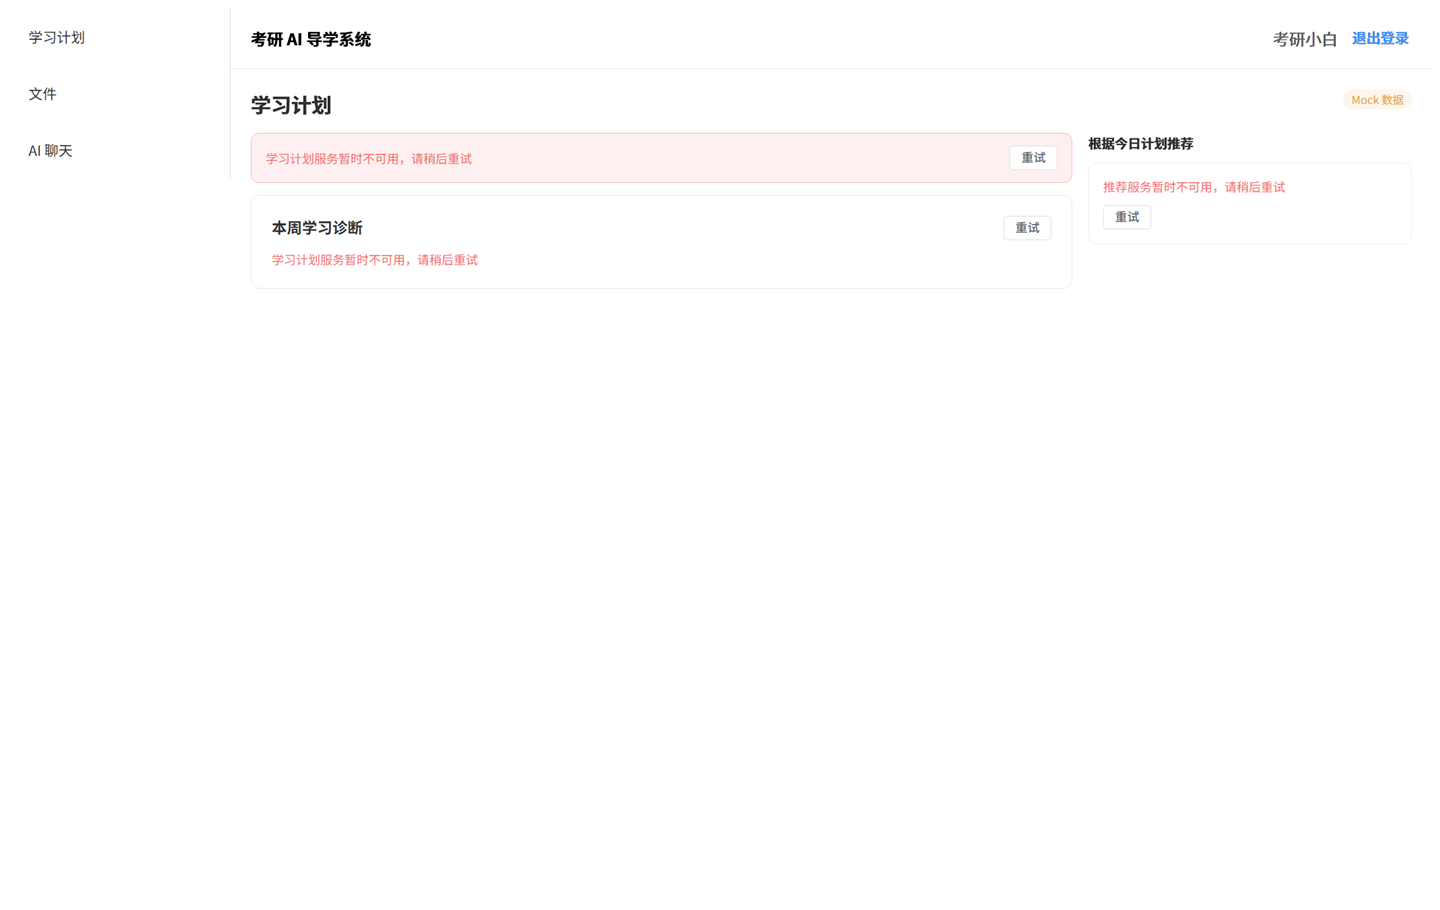 学习计划
文件
AI 聊天
考研 AI 导学系统
考研小白
退出登录
学习计划
Mock 数据
学习计划服务暂时不可用，请稍后重试
重试
本周学习诊断
重试
学习计划服务暂时不可用，请稍后重试
根据今日计划推荐
推荐服务暂时不可用，请稍后重试
重试